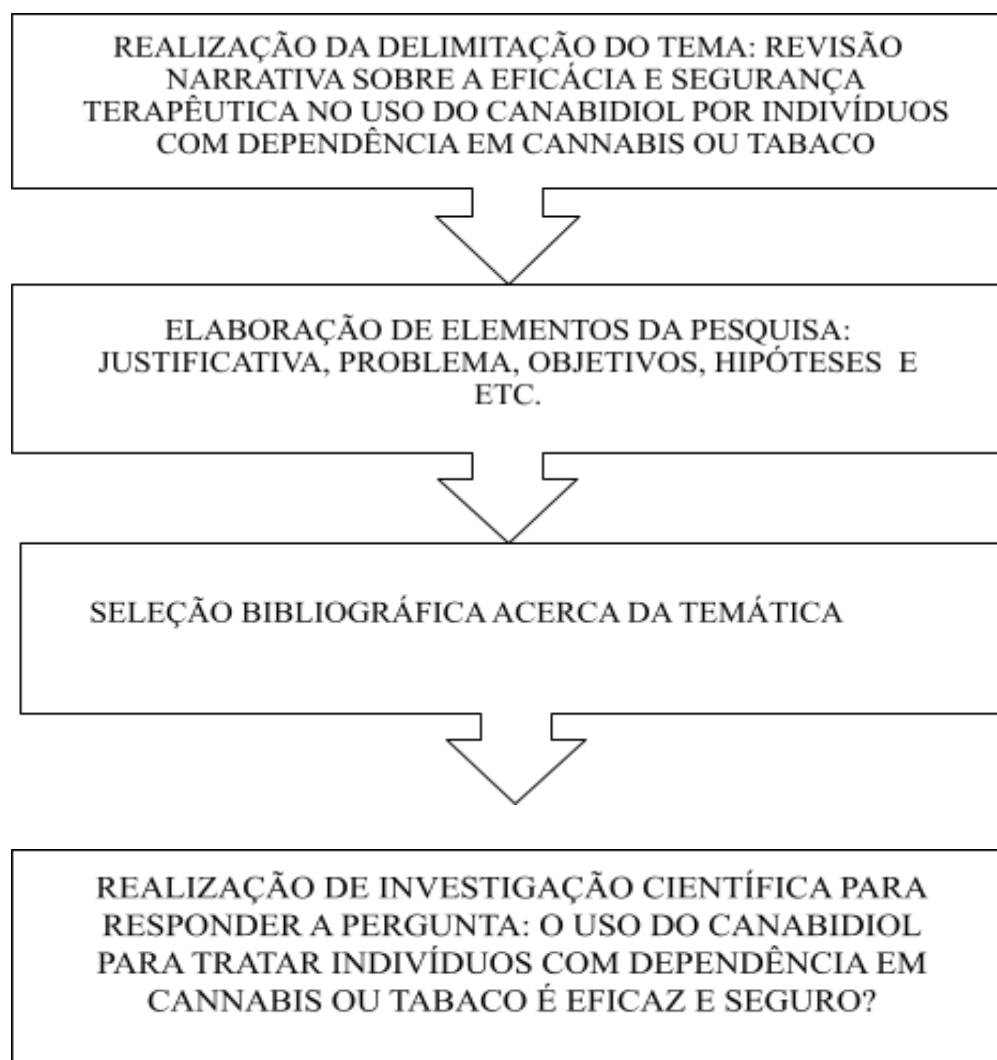 REALIZAÇÃO DA DELIMITAÇÃO DO TEMA: REVISÃO
NARRATIVA SOBRE A EFICÁCIA E SEGURANÇA
TERAPÊUTICA NO USO DO CANABIDIOL POR INDIVÍDUOS
COM DEPENDÊNCIA EM CANNABIS OU TABACO
ELABORAÇÃO DE ELEMENTOS DA PESQUISA:
JUSTIFICATIVA, PROBLEMA, OBJETIVOS, HIPÓTESES E
ETC.
SELEÇÃO BIBLIOGRÁFICA ACERCA DA TEMÁTICA
REALIZAÇÃO DE INVESTIGAÇÃO CIENTÍFICA PARA
RESPONDER A PERGUNTA: O USO DO CANABIDIOL
PARA TRATAR INDIVÍDUOS COM DEPENDÊNCIA EM
CANNABIS OU TABACO É EFICAZ E SEGURO?